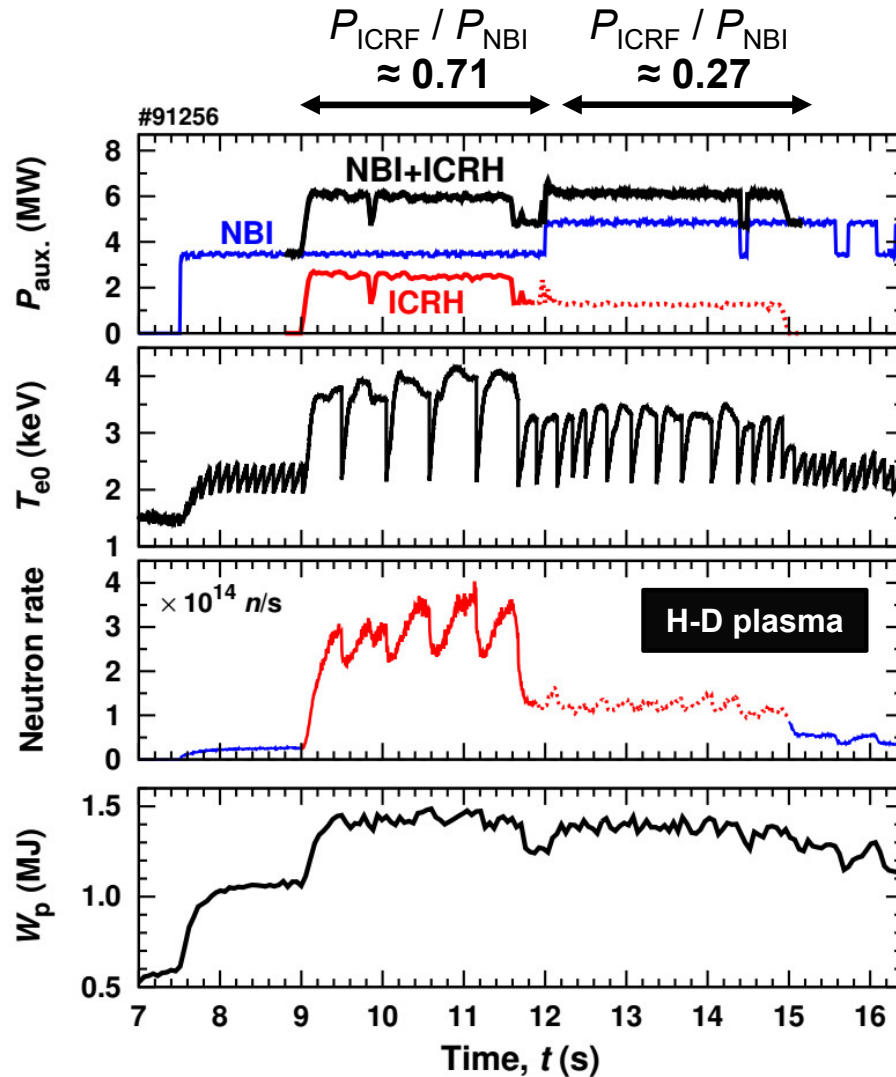 P_ICRF / P_NBI P_ICRF / P_NBI
≈ 0.71 ≈ 0.27
#91256
P_aux. (MW)
8
6
4
2
0
NBI+ICRH
NBI
ICRH
T_e0 (keV)
4
3
2
1
Neutron rate
4
3
2
1
0
× 10^14 n/s
H-D plasma
W_p (MJ)
1.5
1.0
0.5
7 8 9 10 11 12 13 14 15 16
Time, t (s)